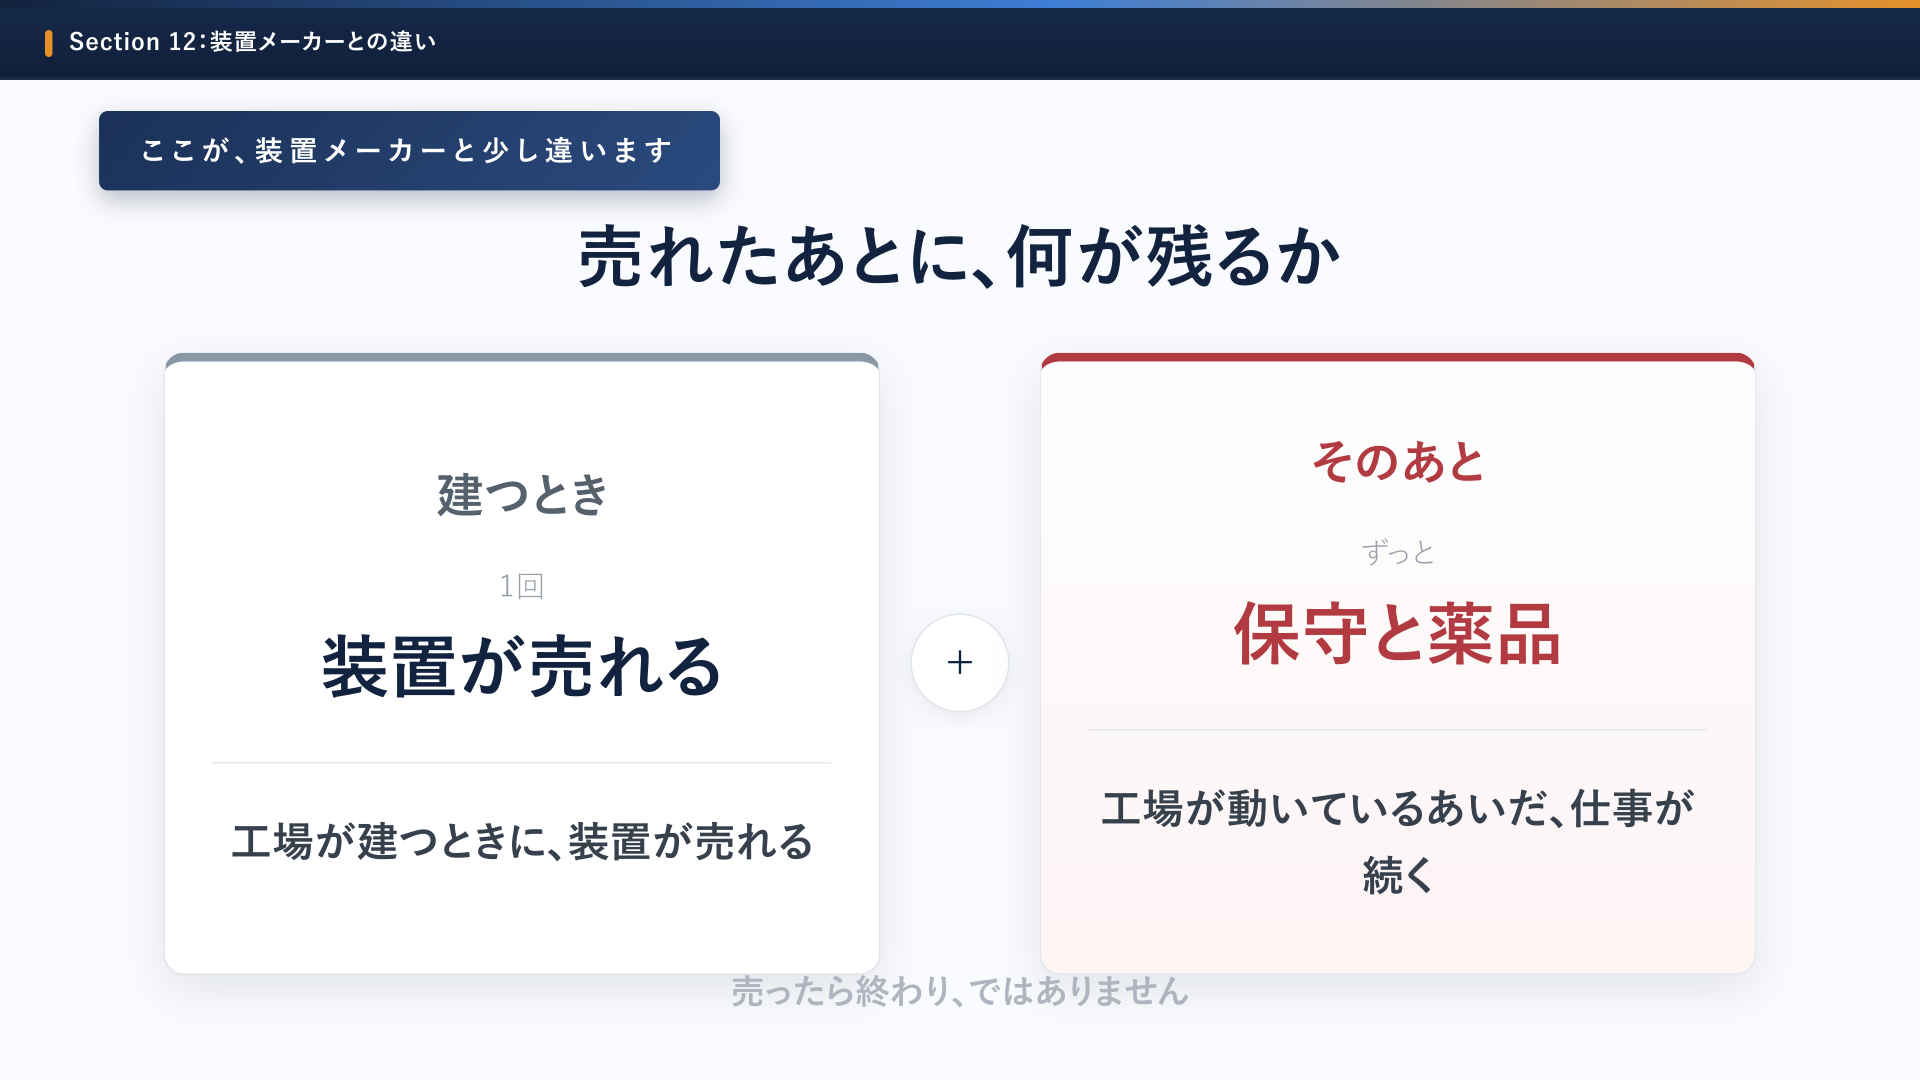 Section 12：装置メーカーとの違い
ここが、装置メーカーと少し違います
売れたあとに、何が残るか
建つとき
1回
装置が売れる
工場が建つときに、装置が売れる
+
そのあと
ずっと
保守と薬品
工場が動いているあいだ、仕事が
続く
売ったら終わり、ではありません